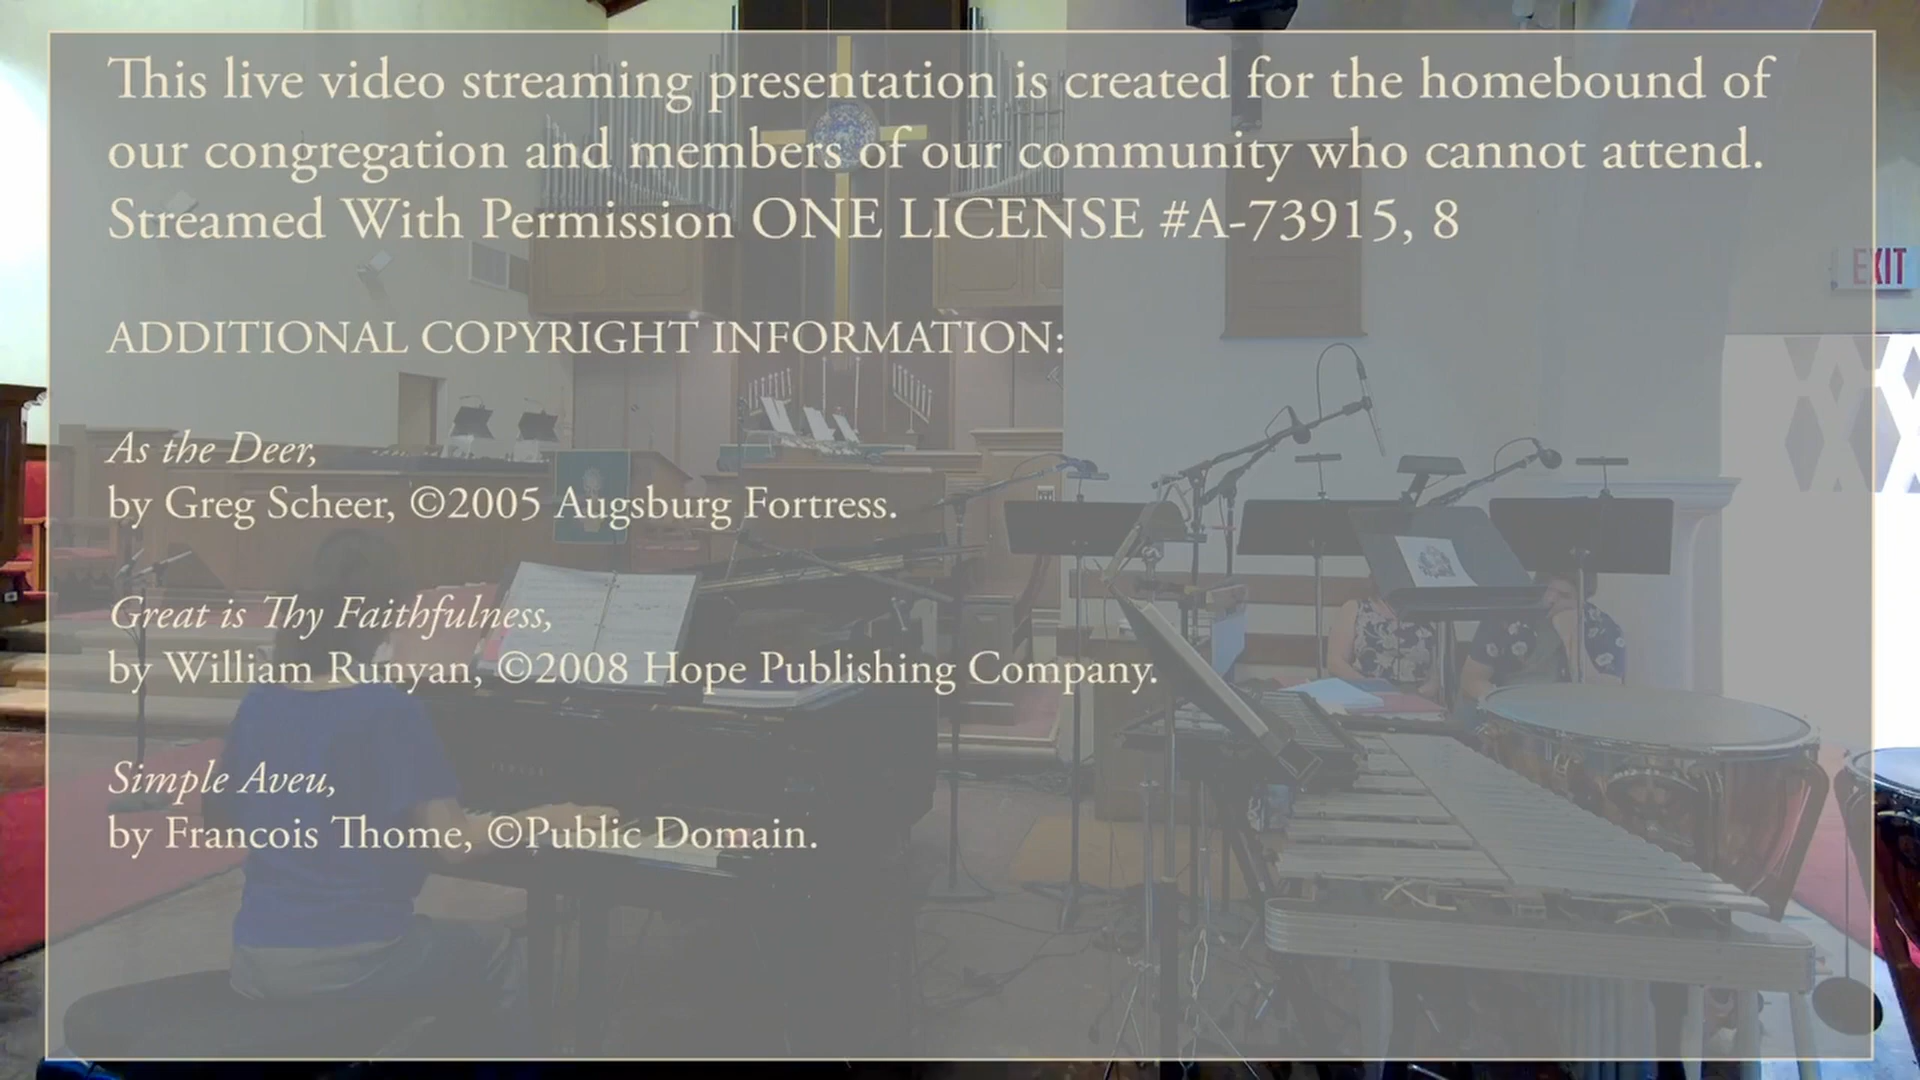 This live video streaming presentation is created for the homebound of
our congregation and members of our community who cannot attend.
Streamed With Permission ONE LICENSE #A-73915, 8
EXIT
ADDITIONAL COPYRIGHT INFORMATION:
As the Deer,
by Greg Scheer, ©2005 Augsburg Fortress.
Great is Thy Faithfulness,
by William Runyan, ©2008 Hope Publishing Company.
Simple Aveu,
by Francois Thome, ©Public Domain.